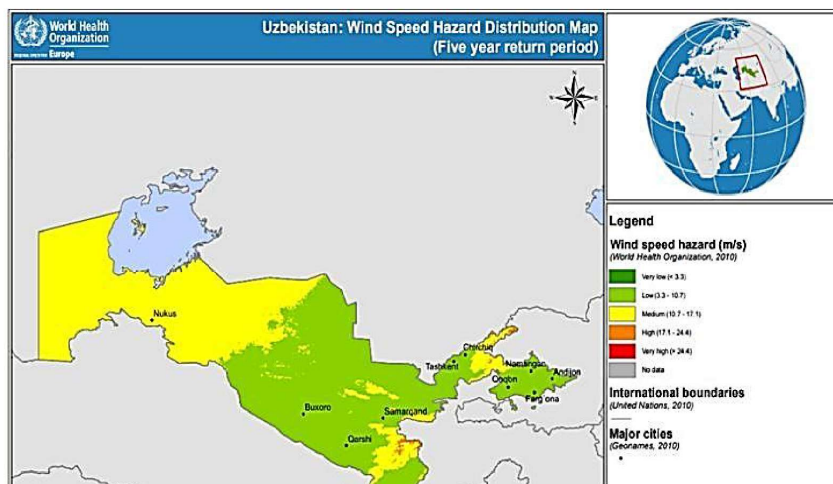 World Health
Organization
Europe
Uzbekistan: Wind Speed Hazard Distribution Map
(Five year return period)
N
Nukus
Chirchiq
Tashkent
Namangan
Andijon
Qoqon
Farg ona
Buxoro
Samarqand
Qarshi
Legend
Wind speed hazard (m/s)
(World Health Organization, 2010)
Very low (< 3.3)
Low (3.3 - 10.7)
Medium (10.7 - 17.1)
High (17.1 - 24.4)
Very high (> 24.4)
No data
International boundaries
(United Nations, 2010)
Major cities
(Geonames, 2010)